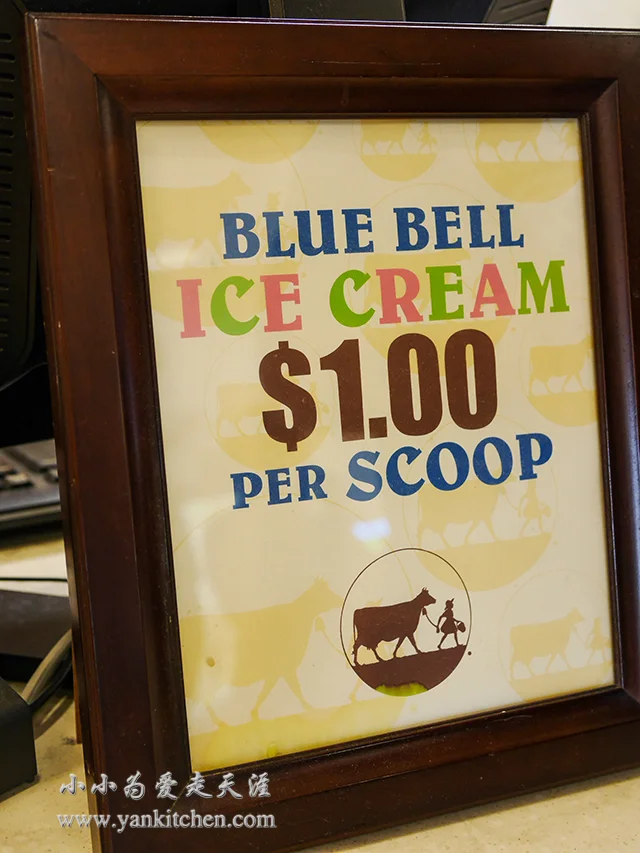 BLUE BELL
ICE CREAM
$1.00
PER SCOOP
小小为爱走天涯
www.yankitchen.com